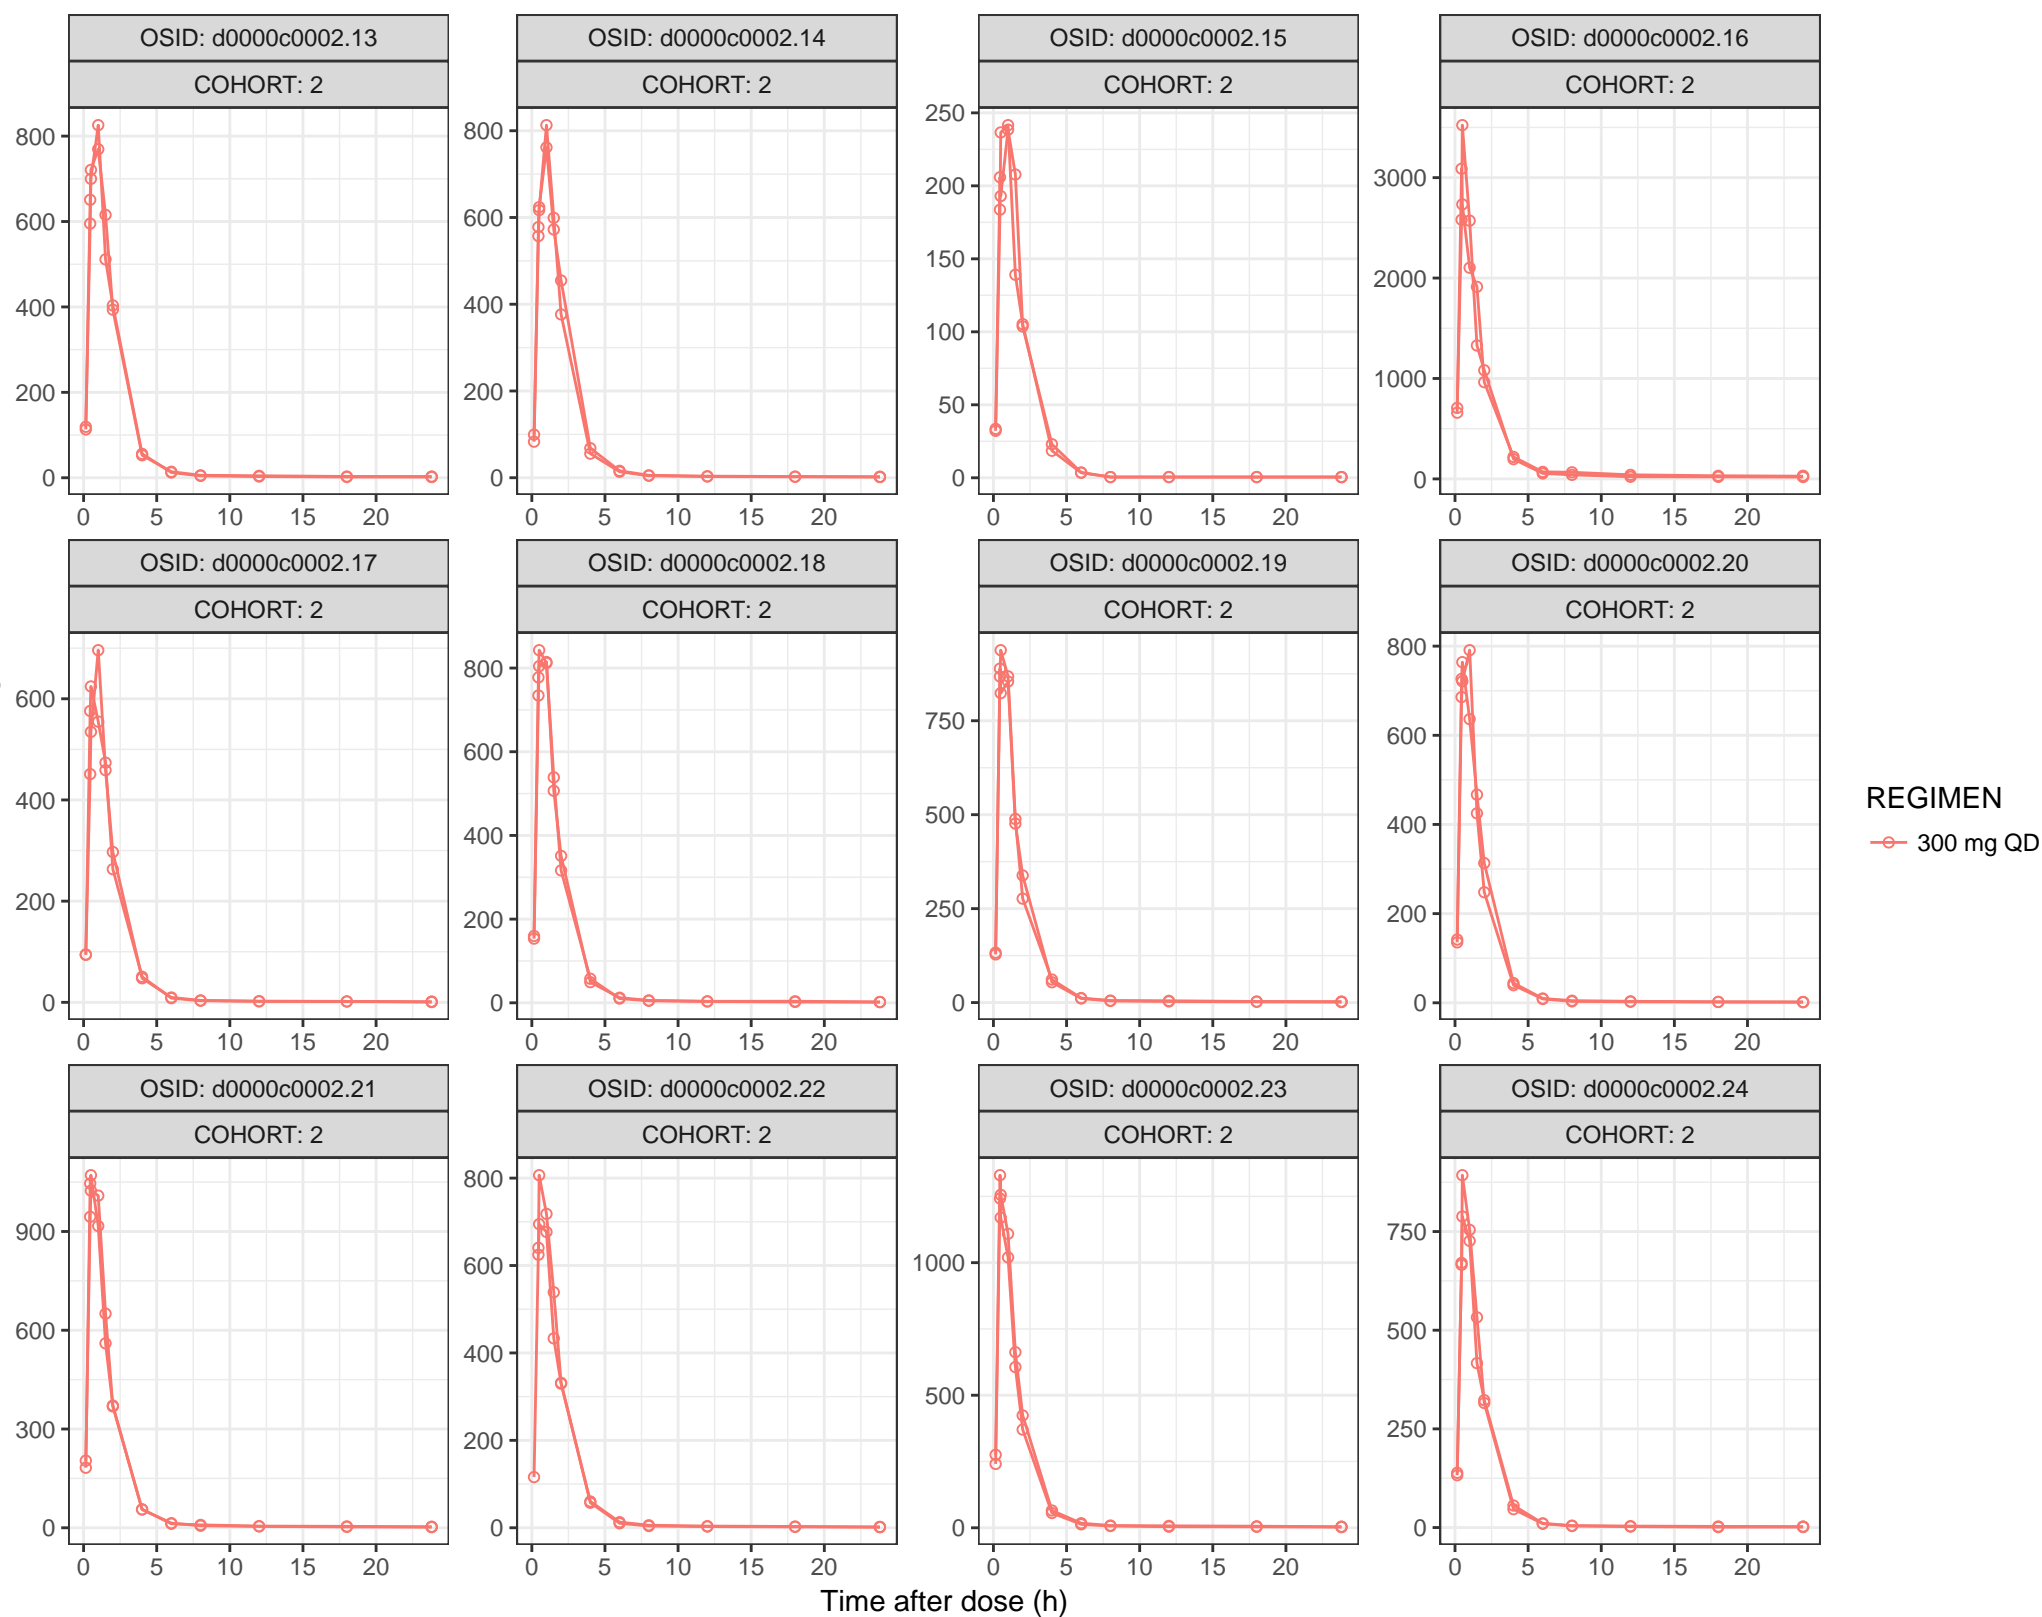 OSID: d0000c0002.13 OSID: d0000c0002.14 OSID: d0000c0002.15 OSID: d0000c0002.16
COHORT: 2 COHORT: 2 COHORT: 2 COHORT: 2
800 800 250 3000
600 600 200 2000
400 400 150 1000
200 200 100 0
0 0 50
0
0 5 10 15 20 0 5 10 15 20 0 5 10 15 20 0 5 10 15 20
OSID: d0000c0002.17 OSID: d0000c0002.18 OSID: d0000c0002.19 OSID: d0000c0002.20
COHORT: 2 COHORT: 2 COHORT: 2 COHORT: 2
600 800 750 800
400 600 500 600
200 400 250 400
0 200 0 200
0 0
0 5 10 15 20 0 5 10 15 20 0 5 10 15 20 0 5 10 15 20
OSID: d0000c0002.21 OSID: d0000c0002.22 OSID: d0000c0002.23 OSID: d0000c0002.24
COHORT: 2 COHORT: 2 COHORT: 2 COHORT: 2
900 800 1000 750
600 600 500 500
300 400 0 250
0 200 0
0
0 5 10 15 20 0 5 10 15 20 0 5 10 15 20 0 5 10 15 20
Time after dose (h)
REGIMEN
300 mg QD